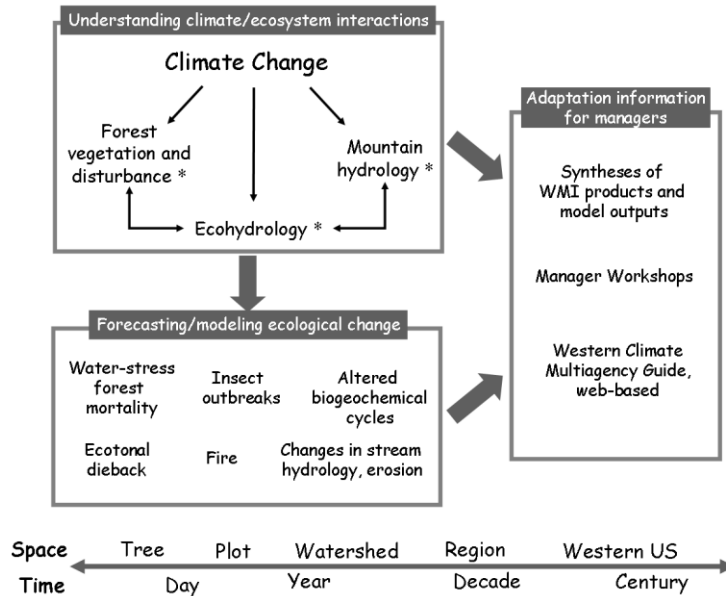 Understanding climate/ecosystem interactions
Climate Change
Forest
vegetation and
disturbance *
Mountain
hydrology *
Ecohydrology *
Forecasting/modeling ecological change
Water-stress
forest
mortality
Insect
outbreaks
Altered
biogeochemical
cycles
Ecotonal
dieback
Fire
Changes in stream
hydrology, erosion
Adaptation information
for managers
Syntheses of
WMI products and
model outputs
Manager Workshops
Western Climate
Multiagency Guide,
web-based
Space Tree Plot Watershed Region Western US
Time Day Year Decade Century